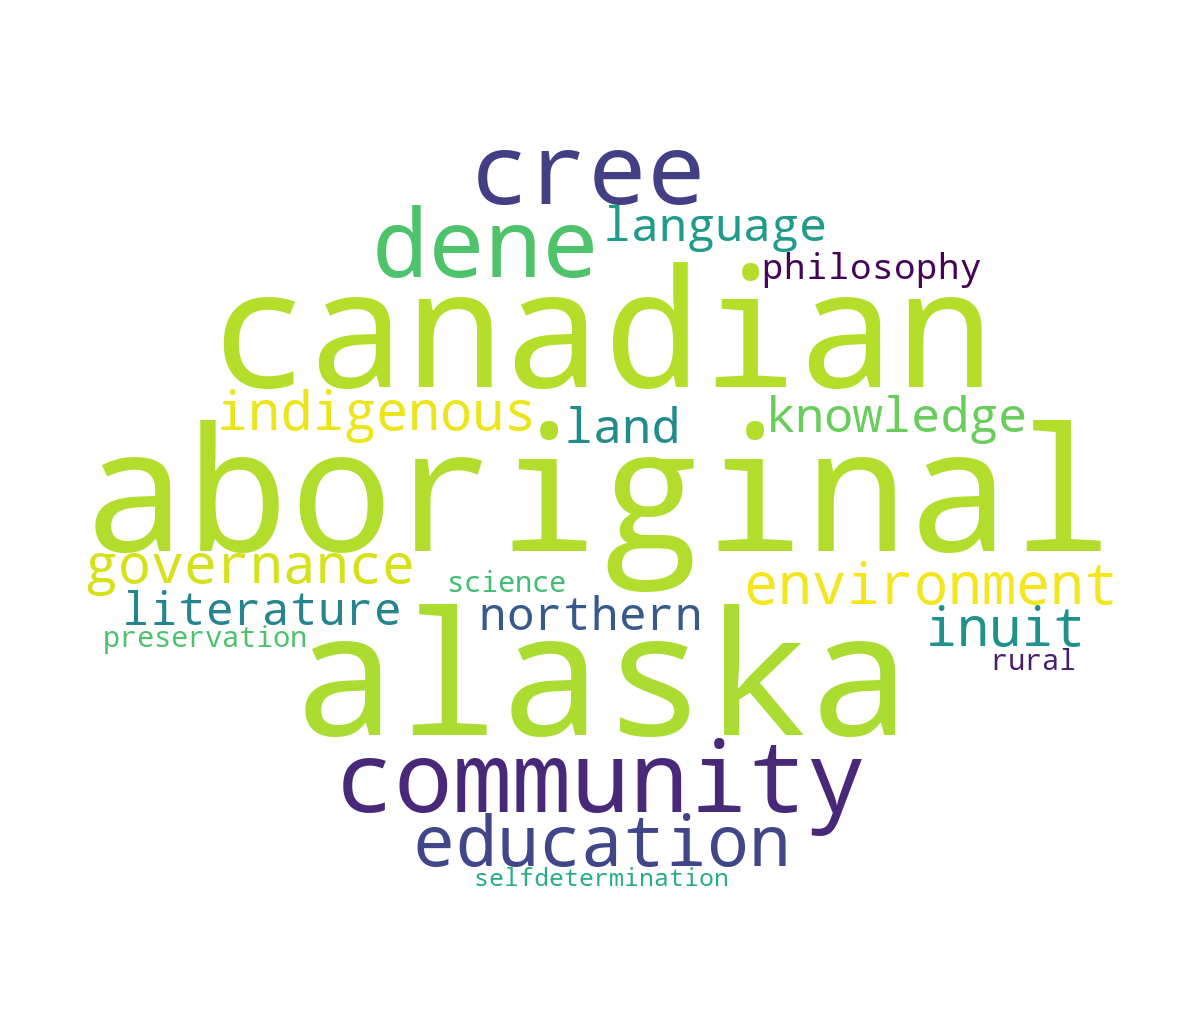 cree
dene language
philosophy
canadian
indigenous land knowledge
aboriginal
governance science environment
literature northern inuit
preservation rural
alaska
community
education
selfdetermination